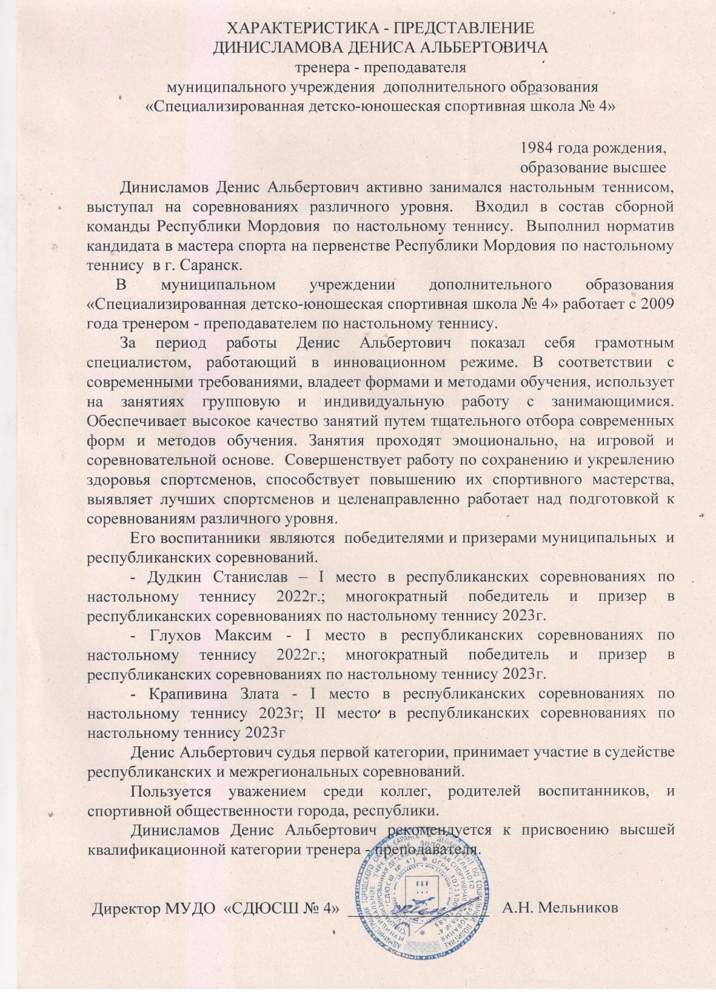 ХАРАКТЕРИСТИКА - ПРЕДСТАВЛЕНИЕ
ДИНИСЛАМОВА ДЕНИСА АЛЬБЕРТОВИЧА
тренера - преподавателя
муниципального учреждения дополнительного образования
«Специализированная детско-юношеская спортивная школа № 4»
1984 года рождения,
образование высшее
Динисламов Денис Альбертович активно занимался настольным теннисом,
выступал на соревнованиях различного уровня. Входил в состав сборной
команды Республики Мордовия по настольному теннису. Выполнил норматив
кандидата в мастера спорта на первенстве Республики Мордовия по настольному
теннису в г. Саранск.
В муниципальном учреждении дополнительного образования
«Специализированная детско-юношеская спортивная школа № 4» работает с 2009
года тренером - преподавателем по настольному теннису.
За период работы Денис Альбертович показал себя грамотным
специалистом, работающий в инновационном режиме. В соответствии с
современными требованиями, владеет формами и методами обучения, использует
на занятиях групповую и индивидуальную работу с занимающимися.
Обеспечивает высокое качество занятий путем тщательного отбора современных
форм и методов обучения. Занятия проходят эмоционально, на игровой и
соревновательной основе. Совершенствует работу по сохранению и укреплению
здоровья спортсменов, способствует повышению их спортивного мастерства,
выявляет лучших спортсменов и целенаправленно работает над подготовкой к
соревнованиям различного уровня.
Его воспитанники являются победителями и призерами муниципальных и
республиканских соревнований.
- Дудкин Станислав – I место в республиканских соревнованиях по
настольному теннису 2022г.; многократный победитель и призер в
республиканских соревнованиях по настольному теннису 2023г.
- Глухов Максим - I место в республиканских соревнованиях по
настольному теннису 2022г.; многократный победитель и призер в
республиканских соревнованиях по настольному теннису 2023г.
- Крапивина Злата - I место в республиканских соревнованиях по
настольному теннису 2023г; II место в республиканских соревнованиях по
настольному теннису 2023г
Денис Альбертович судья первой категории, принимает участие в судействе
республиканских и межрегиональных соревнований.
Пользуется уважением среди коллег, родителей воспитанников, и
спортивной общественности города, республики.
Динисламов Денис Альбертович рекомендуется к присвоению высшей
квалификационной категории тренера - преподавателя.
Директор МУДО «СДЮСШ № 4» А.Н. Мельников